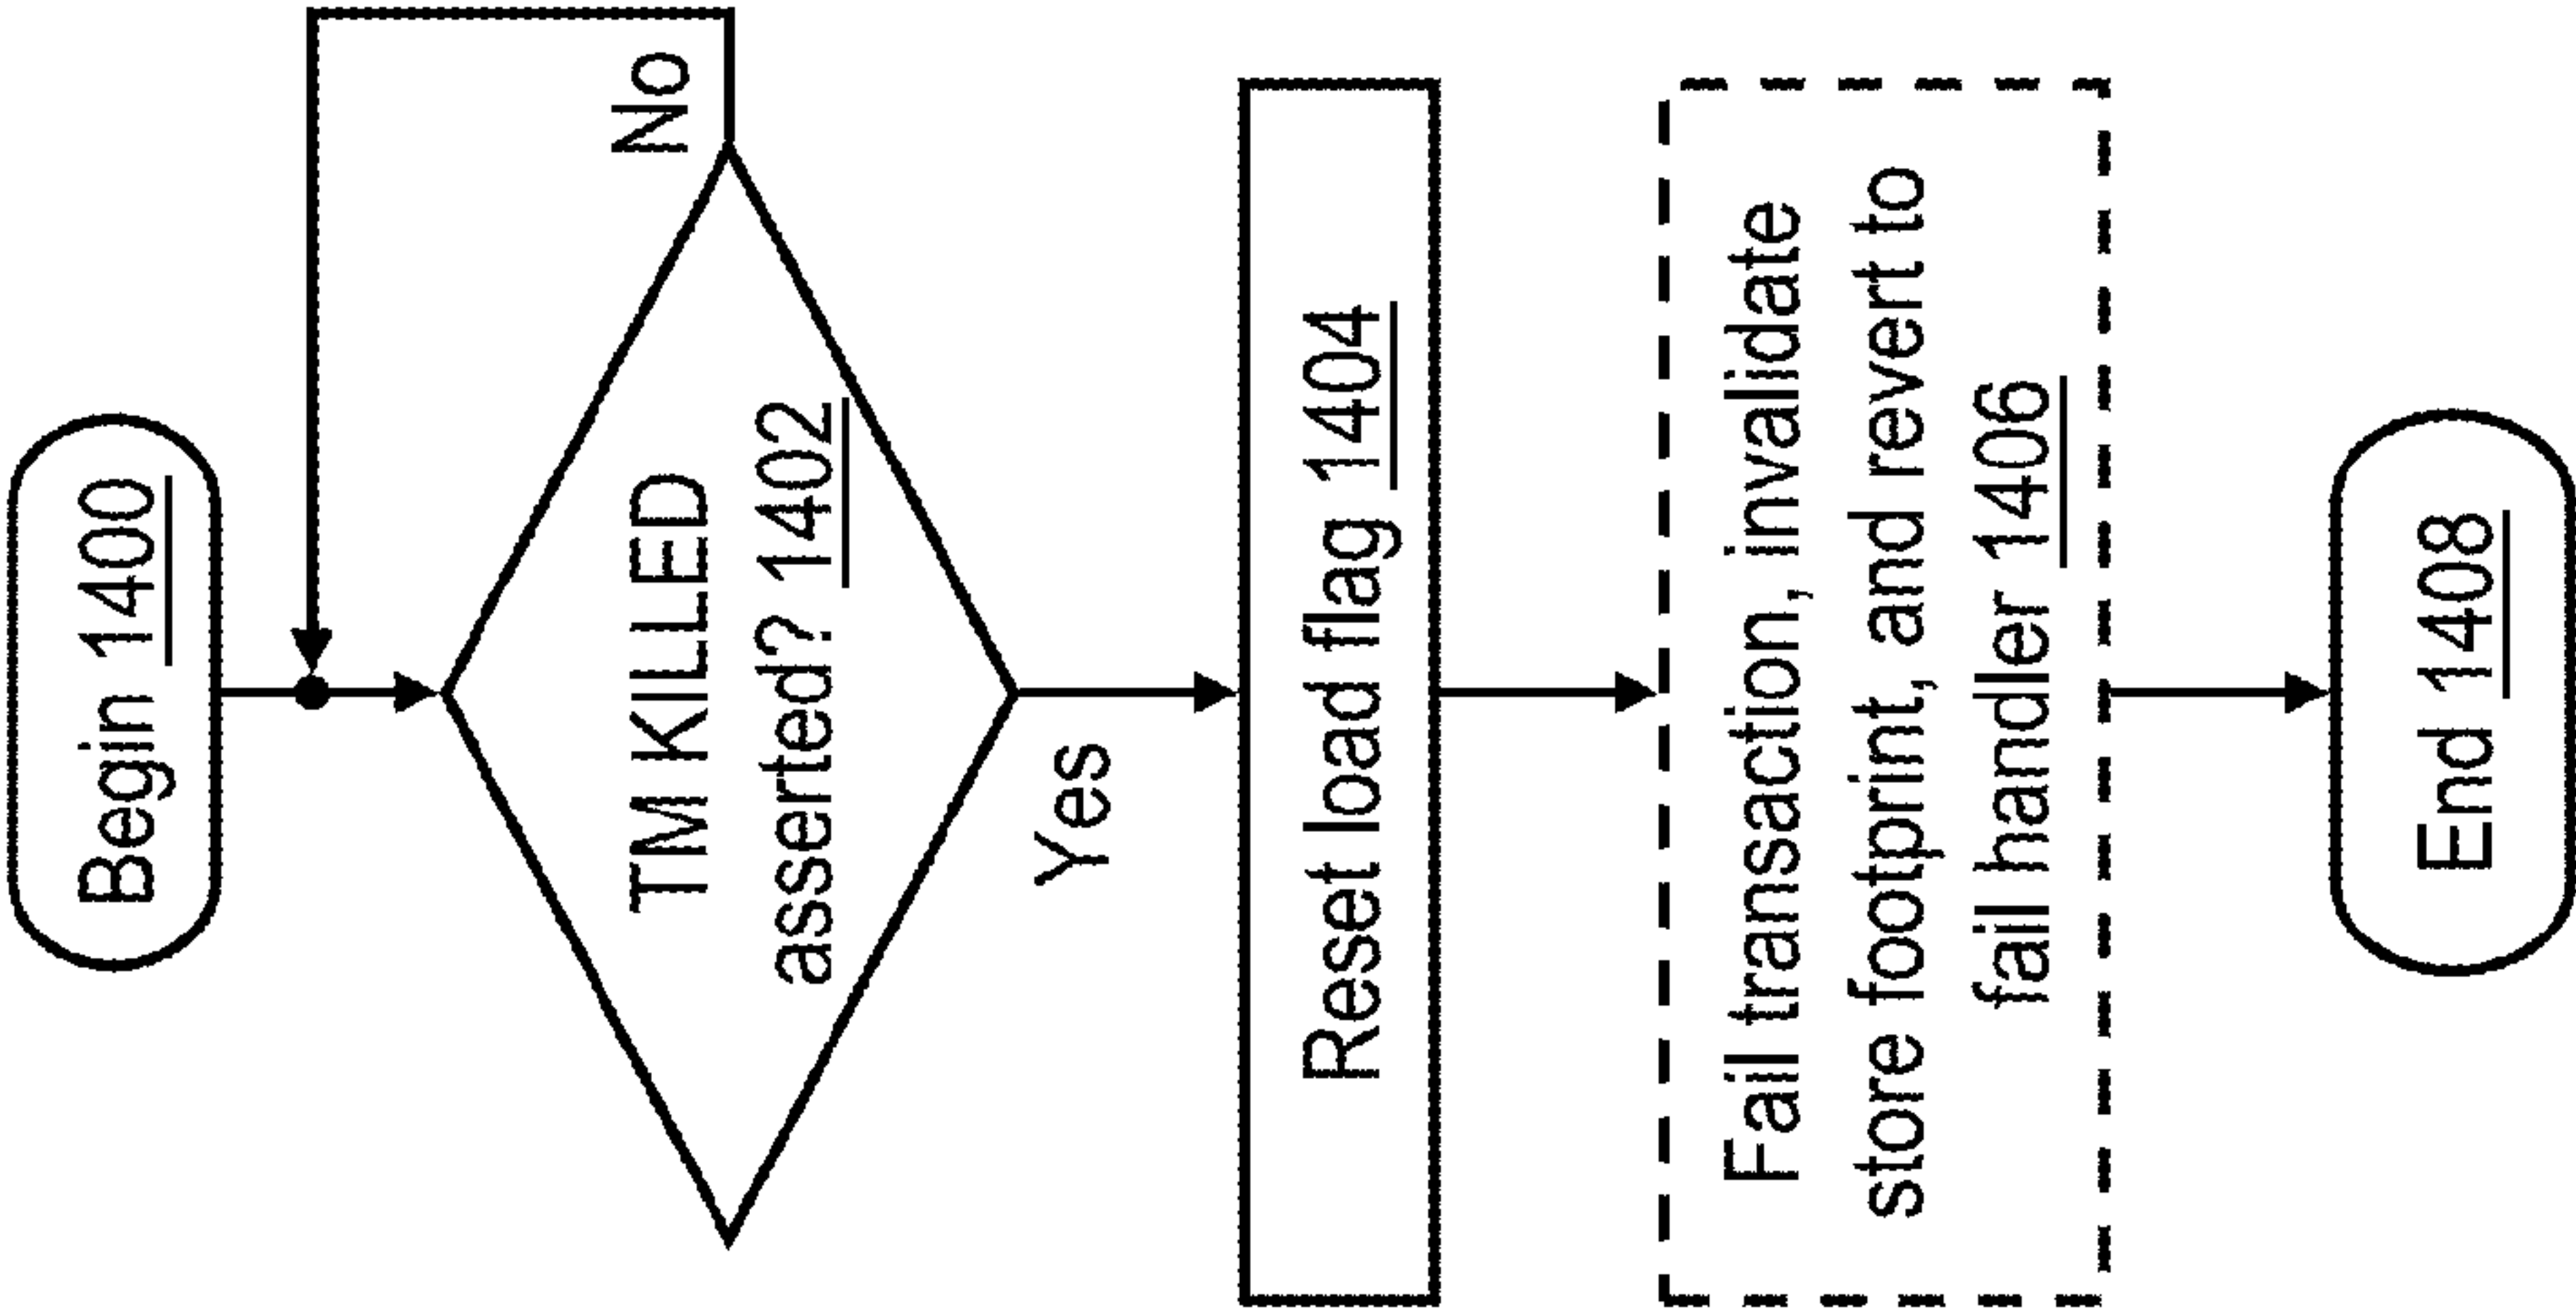 Begin 1400
TM KILLED
asserted? 1402
No
Yes
Reset load flag 1404
Fail transaction, invalidate
store footprint, and revert to
fail handler 1406
End 1408